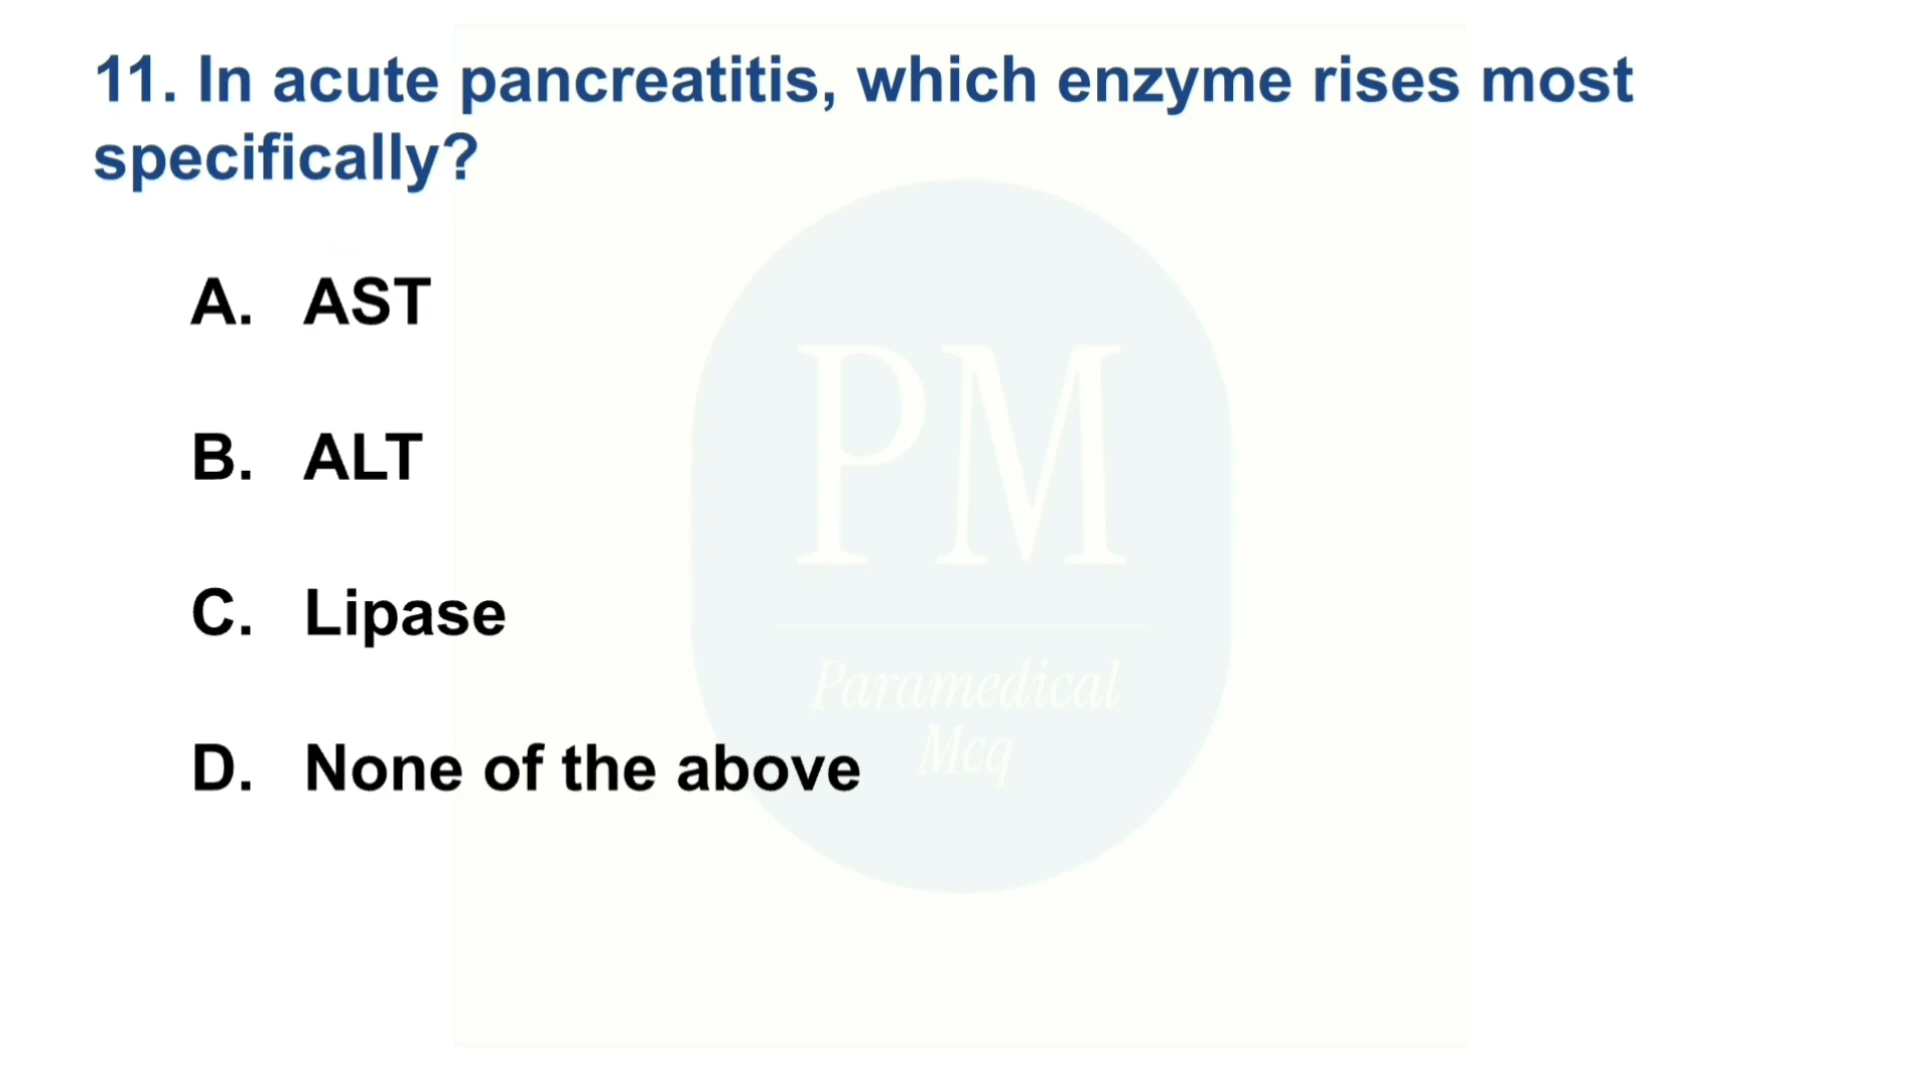 11. In acute pancreatitis, which enzyme rises most
specifically?
A. AST
B. ALT
C. Lipase
D. None of the above
PM
Paramedical
Mcq